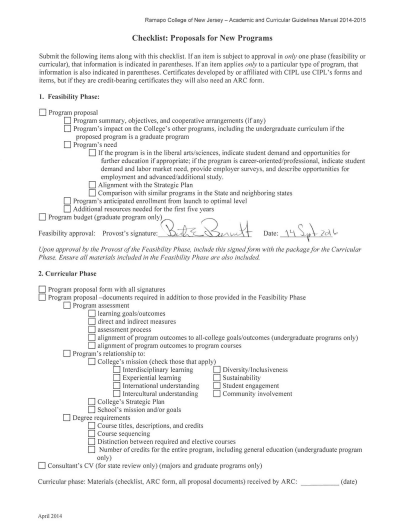 Ramapo College of New Jersey – Academic and Curricular Guidelines Manual 2014-2015
Checklist: Proposals for New Programs
Submit the following items along with this checklist. If an item is subject to approval in only one phase (feasibility or
curricular), that information is indicated in parentheses. If an item applies only to a particular type of program, that
information is also indicated in parentheses. Certificates developed by or affiliated with CIPL use CIPL's forms and
items, but if they are credit-bearing certificates they will also need an ARC form.
1. Feasibility Phase:
Program proposal
Program summary, objectives, and cooperative arrangements (if any)
Program's impact on the College's other programs, including the undergraduate curriculum if the
proposed program is a graduate program
Program's need
If the program is in the liberal arts/sciences, indicate student demand and opportunities for
further education if appropriate; if the program is career-oriented/professional, indicate student
demand and labor market need, provide employer surveys, and describe opportunities for
employment and advanced/additional study.
Alignment with the Strategic Plan
Comparison with similar programs in the State and neighboring states
Program's anticipated enrollment from launch to optimal level
Additional resources needed for the first five years
Program budget (graduate program only)
Feasibility approval: Provost's signature: Date: 14 Sept 2016
Upon approval by the Provost of the Feasibility Phase, include this signed form with the package for the Curricular
Phase. Ensure all materials included in the Feasibility Phase are also included.
2. Curricular Phase
Program proposal form with all signatures
Program proposal –documents required in addition to those provided in the Feasibility Phase
Program assessment
learning goals/outcomes
direct and indirect measures
assessment process
alignment of program outcomes to all-college goals/outcomes (undergraduate programs only)
alignment of program outcomes to program courses
Program's relationship to:
College's mission (check those that apply)
Interdisciplinary learning Diversity/Inclusiveness
Experiential learning Sustainability
International understanding Student engagement
Intercultural understanding Community involvement
College's Strategic Plan
School's mission and/or goals
Degree requirements
Course titles, descriptions, and credits
Course sequencing
Distinction between required and elective courses
Number of credits for the entire program, including general education (undergraduate program
only)
Consultant's CV (for state review only) (majors and graduate programs only)
Curricular phase: Materials (checklist, ARC form, all proposal documents) received by ARC: __________ (date)
April 2014